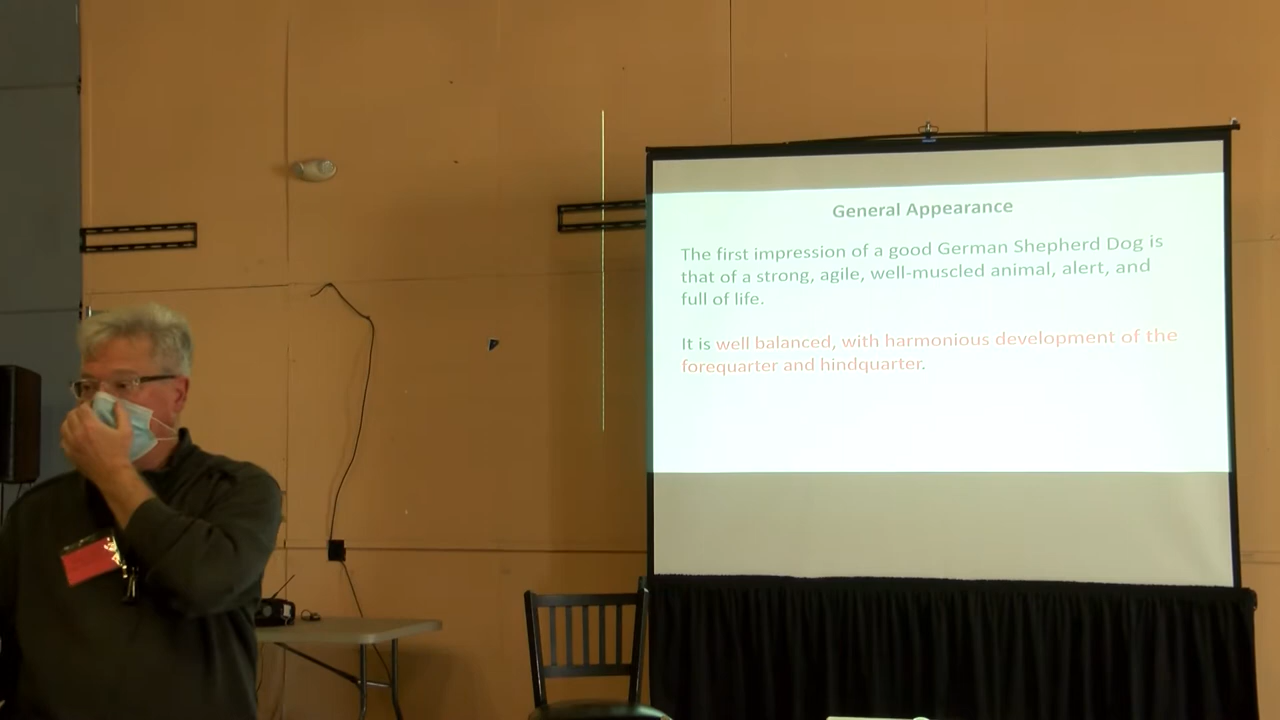 General Appearance
The first impression of a good German Shepherd Dog is
that of a strong, agile, well-muscled animal, alert, and
full of life.
It is well balanced, with harmonious development of the
forequarter and hindquarter.